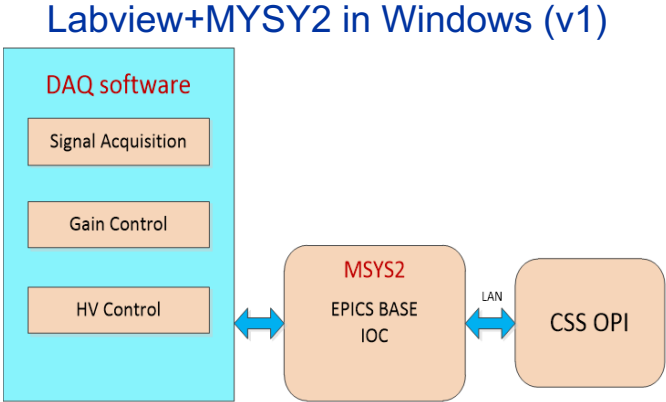 Labview+MYSY2 in Windows (v1)
DAQ software
Signal Acquisition
Gain Control
HV Control
MSYS2
EPICS BASE
IOC
LAN
CSS OPI